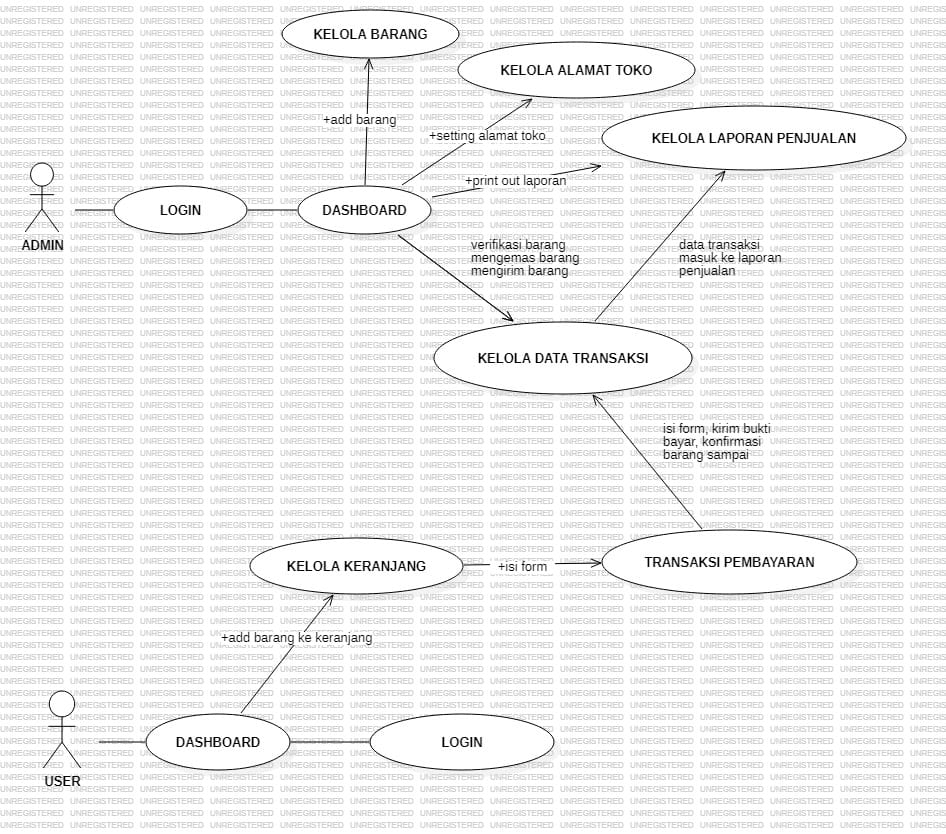 KELOLA BARANG
KELOLA ALAMAT TOKO
+add barang
+setting alamat toko
KELOLA LAPORAN PENJUALAN
+print out laporan
LOGIN
DASHBOARD
ADMIN
verifikasi barang
mengemas barang
mengirim barang
data transaksi
masuk ke laporan
penjualan
KELOLA DATA TRANSAKSI
isi form, kirim bukti
bayar, konfirmasi
barang sampai
KELOLA KERANJANG
+isi form
TRANSAKSI PEMBAYARAN
+add barang ke keranjang
DASHBOARD
LOGIN
USER
UNREGISTERED